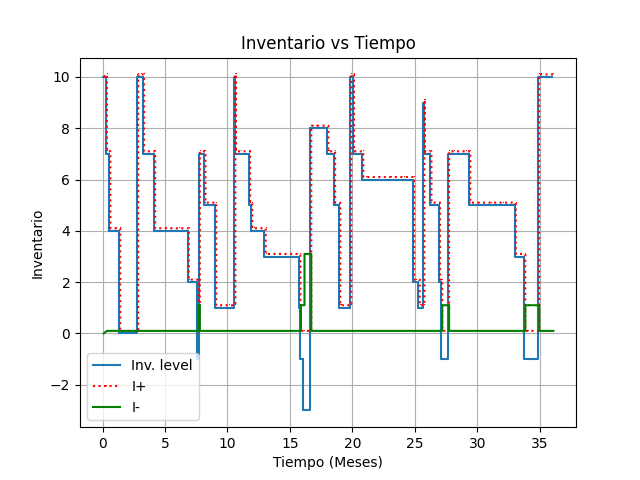 Inventario vs Tiempo
Inventario
10
8
6
4
2
0
−2
Inv. level
I+
I-
0 5 10 15 20 25 30 35
Tiempo (Meses)